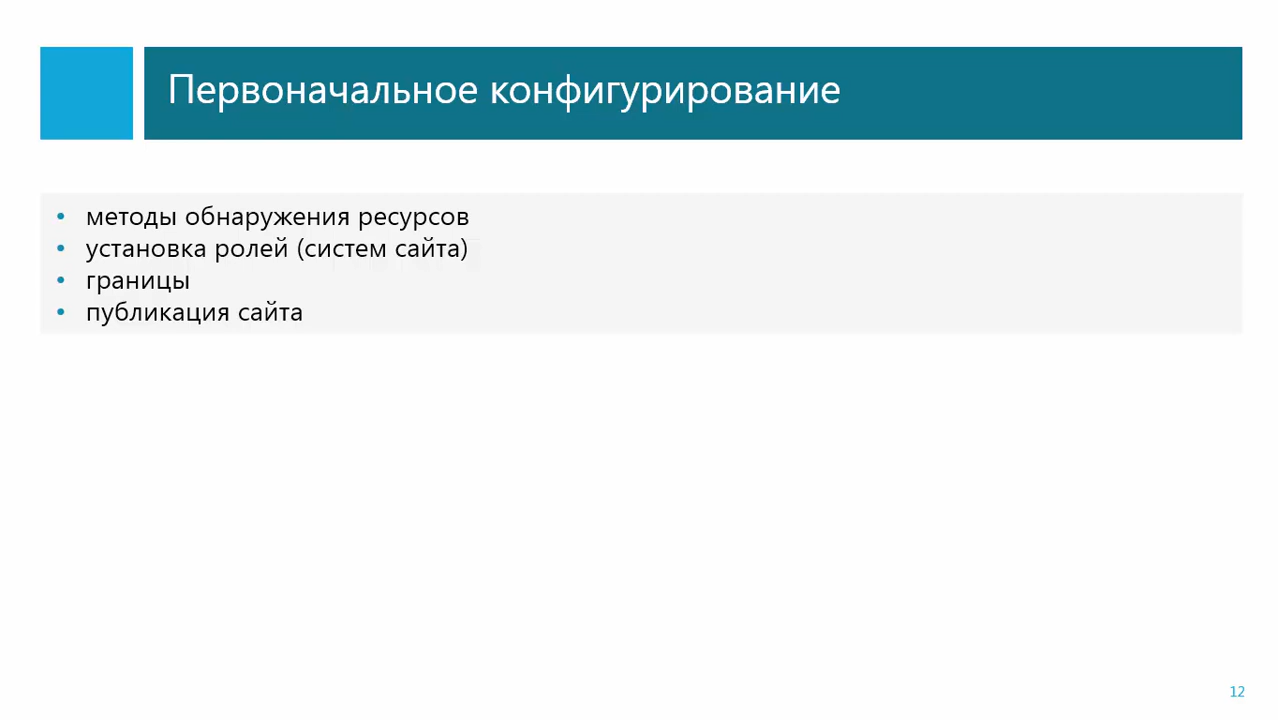 Первоначальное конфигурирование
• методы обнаружения ресурсов
• установка ролей (систем сайта)
• границы
• публикация сайта
12